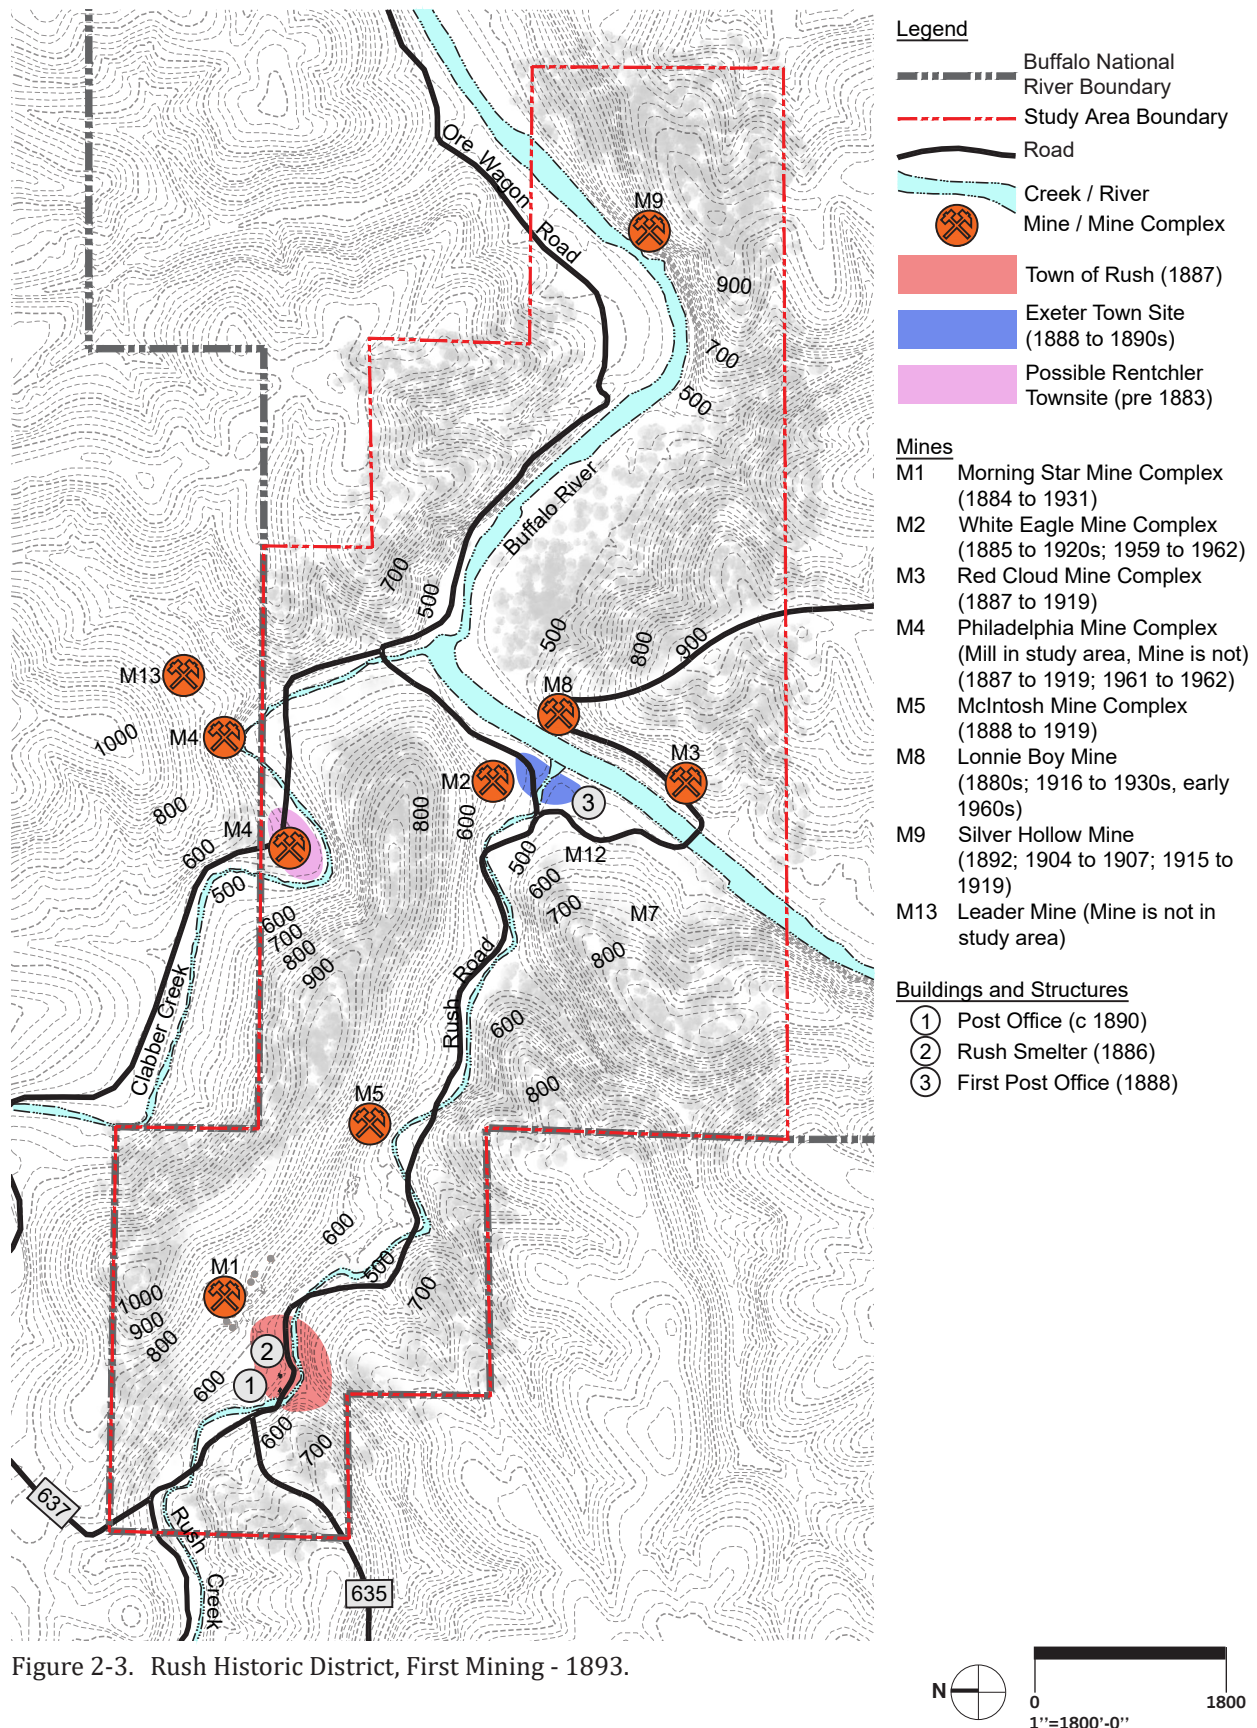 Legend
Buffalo National
River Boundary
Study Area Boundary
Road
Creek / River
Mine / Mine Complex
Town of Rush (1887)
Exeter Town Site
(1888 to 1890s)
Possible Rentchler
Townsite (pre 1883)
Mines
M1 Morning Star Mine Complex
(1884 to 1931)
M2 White Eagle Mine Complex
(1885 to 1920s; 1959 to 1962)
M3 Red Cloud Mine Complex
(1887 to 1919)
M4 Philadelphia Mine Complex
(Mill in study area, Mine is not)
(1887 to 1919; 1961 to 1962)
M5 McIntosh Mine Complex
(1888 to 1919)
M8 Lonnie Boy Mine
(1880s; 1916 to 1930s, early
1960s)
M9 Silver Hollow Mine
(1892; 1904 to 1907; 1915 to
1919)
M13 Leader Mine (Mine is not in
study area)
Buildings and Structures
1 Post Office (c 1890)
2 Rush Smelter (1886)
3 First Post Office (1888)
Ore Wagon Road
M9
900
700
500
Buffalo River
700
500
500
800
900
M13
M8
1000
M4
M3
M2
800
3
800
600
M4
600
M12
500
500
600
700
M7
600
700
800
900
800
Rush Road
Clabber Creek
600
800
M5
600
500
M1
700
1000
900
800
2
600
1
600
700
637
Rush Creek
635
Figure 2-3. Rush Historic District, First Mining - 1893.
N
0
1800
1''=1800'-0''